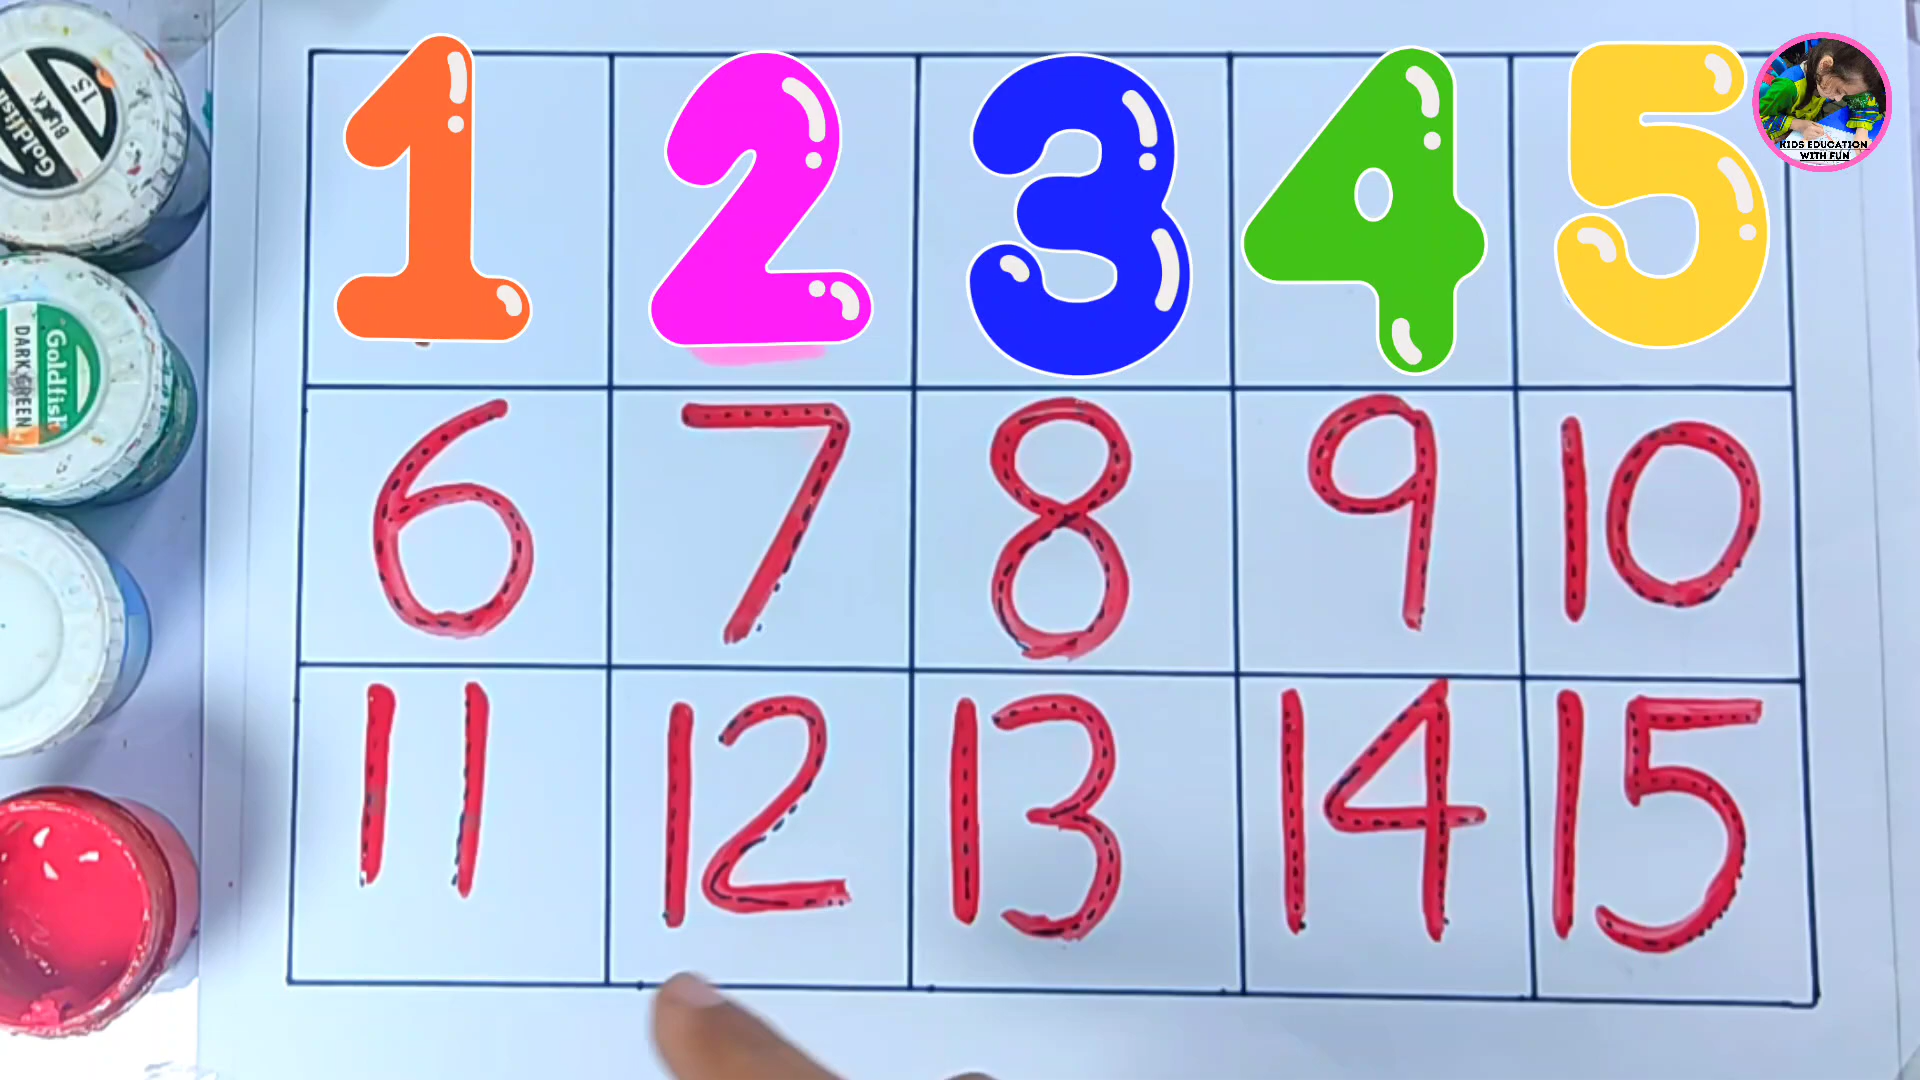 1 2 3 4 5
KIDS EDUCATION
WITH FUN
6 7 8 9 10
11 12 13 14 15
Goldfish
BLACK
15
Goldfish
DARK GREEN